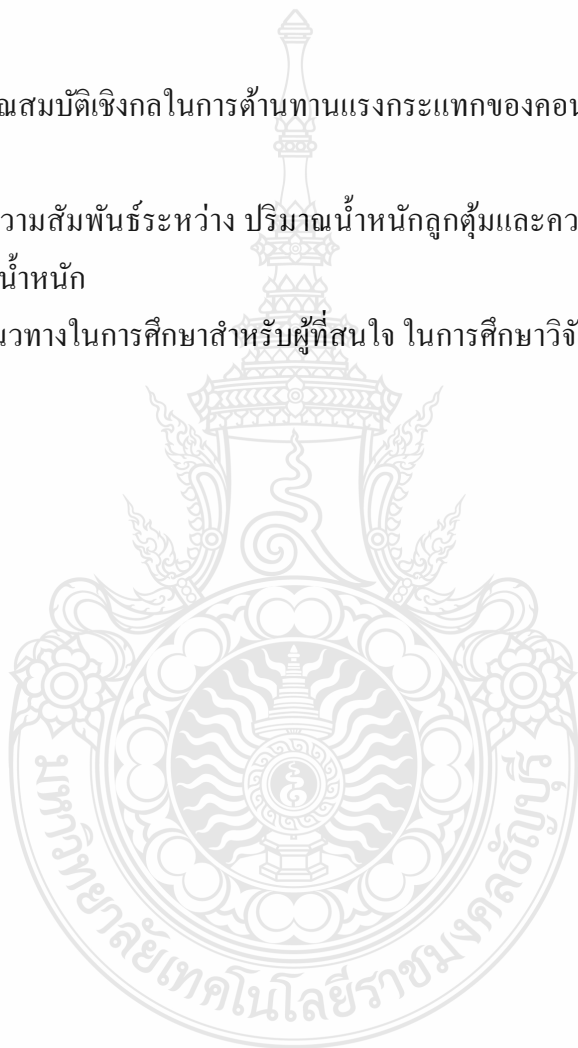 ณสมบัติเชิงกลในการต้านทานแรงกระแทกของคอน
วามสัมพันธ์ระหว่าง ปริมาณน้ำหนักลูกตุ้มและคว
น้ำหนัก
นวทางในการศึกษาสำหรับผู้ที่สนใจ ในการศึกษาวิจั
มหาวิทยาลัยเทคโนโลยีราชมงคลธัญบุรี